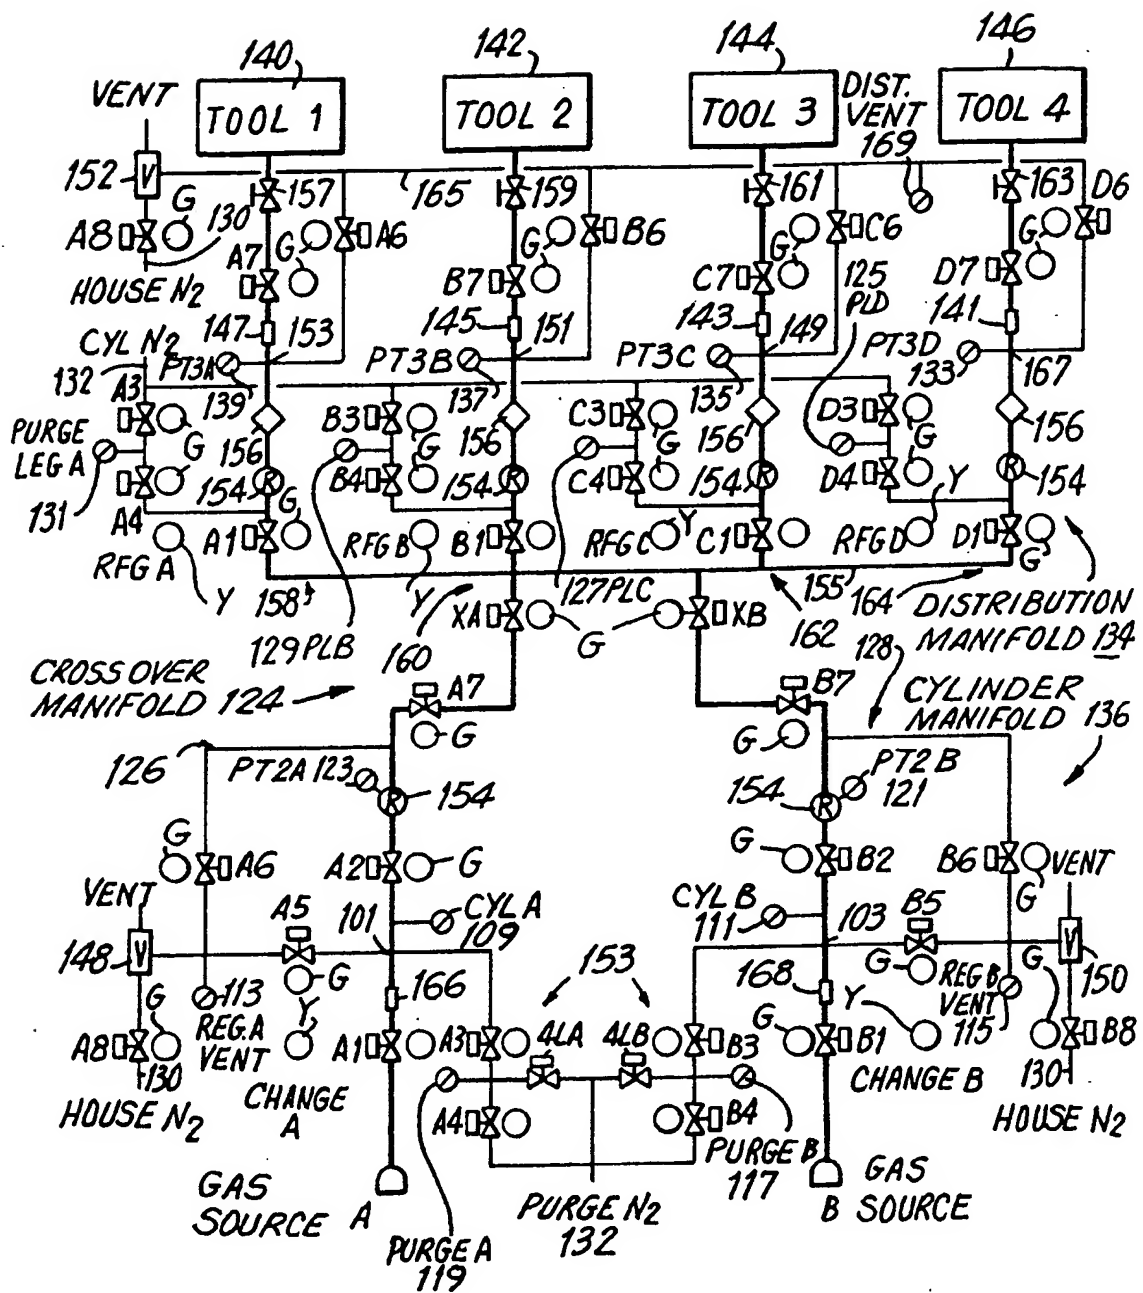 140
142
144
146
VENT
TOOL 1
TOOL 2
TOOL 3
DIST.
VENT
169
TOOL 4
152
V
157
165
159
161
163
D6
G
130
A8
A7
G
A6
G
B6
G
C6
G
HOUSE N2
B7
C7
125
PLD
D7
CYL N2
147
153
145
151
143
149
141
132
PT3A
PT3B
PT3C
PT3D
133
167
A3
139
137
135
PURGE
LEG A
G
156
B3
G
156
C3
G
156
D3
G
156
131
G
R
154
B4
R
154
C4
R
154
D4
Y
R
154
A4
G
A1
RFG A
Y
RFG B
Y
B1
RFG C
Y
C1
RFG D
D1
G
158
129 PLB
160
XA
G
127 PLC
XB
162
155
164
DISTRIBUTION
MANIFOLD 134
CROSS OVER
MANIFOLD 124
A7
G
B7
G
128
CYLINDER
MANIFOLD 136
126
PT2A 123
R
154
154
R
PT2 B
121
G
A6
A2
G
G
B2
B6
G
VENT
VENT
A5
101
CYL A
109
CYL B
111
103
B5
148
V
G
113
REG. A
VENT
Y
166
153
168
G
Y
REG B
VENT
115
G
V
150
G
A8
130
HOUSE N2
CHANGE
A
A1
A3
4LA
4LB
B3
G
B1
CHANGE B
130
B8
HOUSE N2
A4
B4
GAS
SOURCE A
PURGE A
119
PURGE N2
132
PURGE B
117
B
GAS
SOURCE